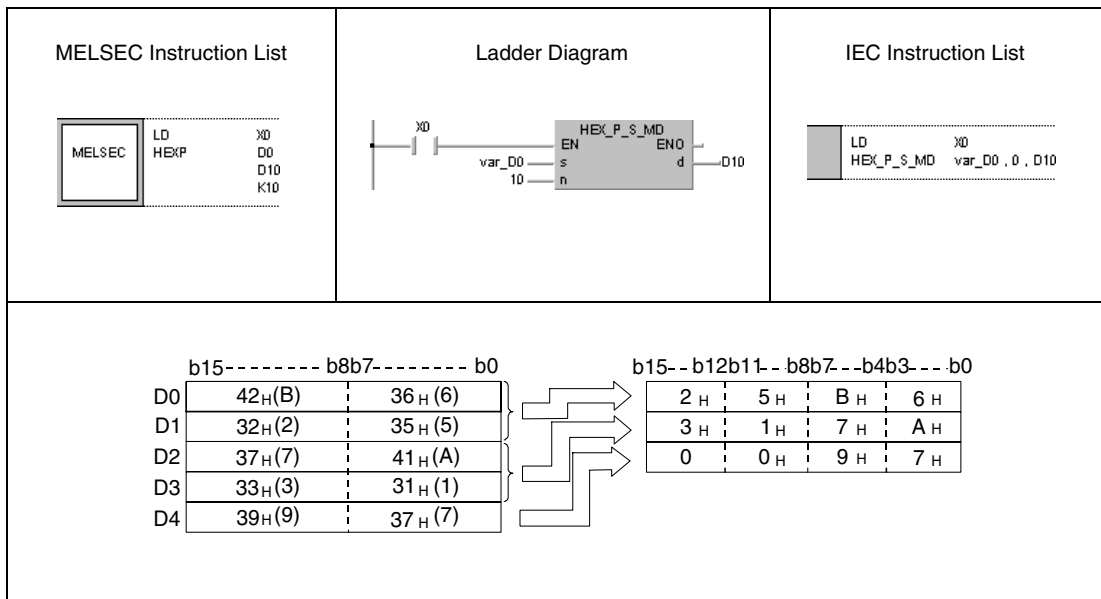 MELSEC Instruction List
Ladder Diagram
IEC Instruction List
MELSEC
LD X0
HEXP D0
D10
K10
X0
HEX_P_S_MD
EN ENO
var_D0 s d D10
10 n
LD X0
HEX_P_S_MD var_D0 , 0 , D10
b15 b8b7 b0
D0 42H(B) 36H(6)
D1 32H(2) 35H(5)
D2 37H(7) 41H(A)
D3 33H(3) 31H(1)
D4 39H(9) 37H(7)
b15 b12b11 b8b7 b4b3 b0
2H 5H BH 6H
3H 1H 7H AH
0 0H 9H 7H